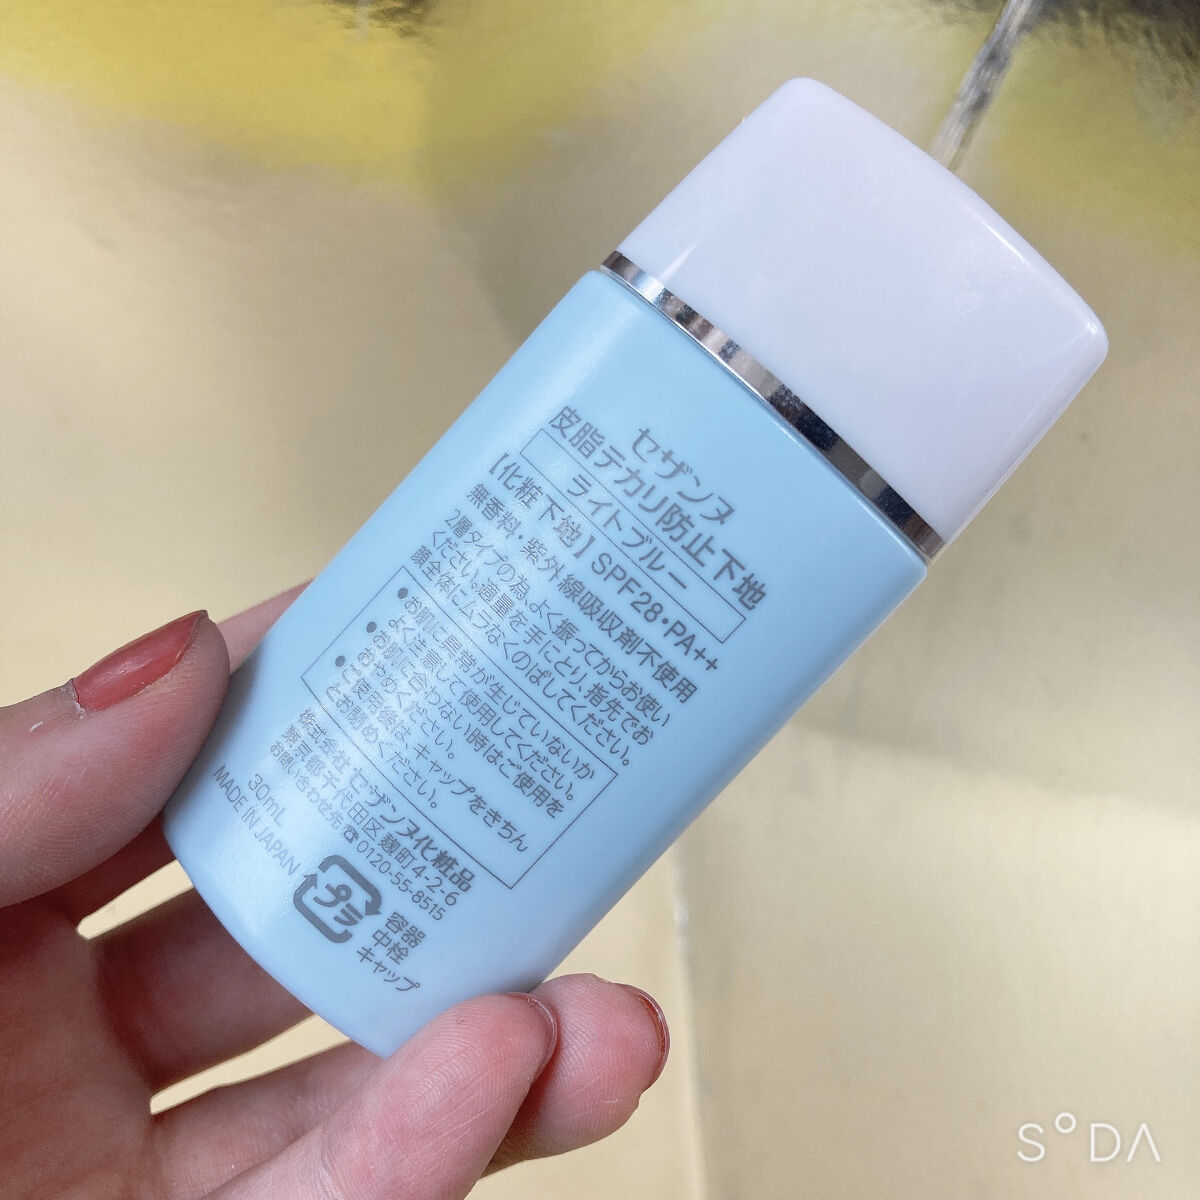 セザンヌ
皮脂テカリ防止下地
ライトブルー
【化粧下地】SPF28・PA++
無香料・紫外線吸収剤不使用
2層タイプの為、よく振ってからお使い
ください。適量を手にとり、指先でお
顔全体にムラなくのばしてください。
●お肌に異常が生じていないか
よく注意して使用してください。
●お肌に合わない時はご使用を
おやめください。
●ご使用後は、キャップをきちん
とお閉めください。
株式会社セザンヌ化粧品
東京都千代田区麹町4-2-6
お問い合わせ先☎0120-55-8515
30mL
MADE IN JAPAN
プラ
容器
中栓
キャップ
SODA